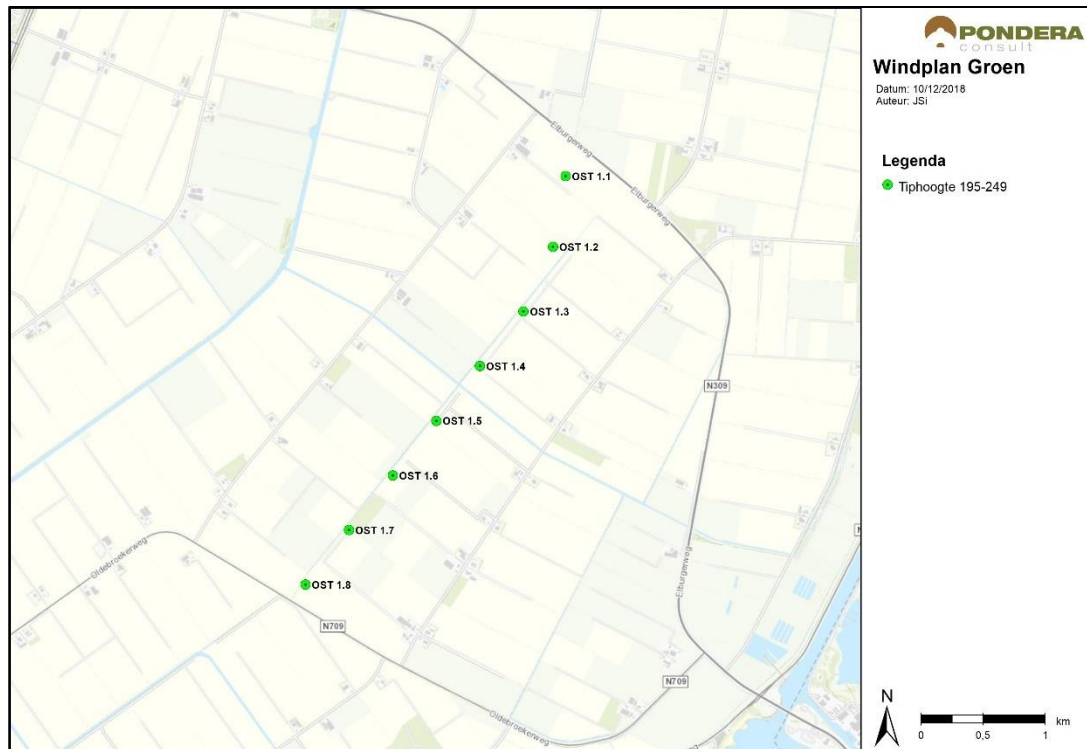 PONDERA
consult
Windplan Groen
Datum: 10/12/2018
Auteur: JSi
Legenda
Tiphoogte 195-249
Elburgerweg
OST 1.1
Elburgerweg
OST 1.2
OST 1.3
OST 1.4
N309
OST 1.5
OST 1.6
OST 1.7
Oldebroekerweg
OST 1.8
Elburgerweg
N709
N709
Oldebroekerweg
N
0 0,5 1 km